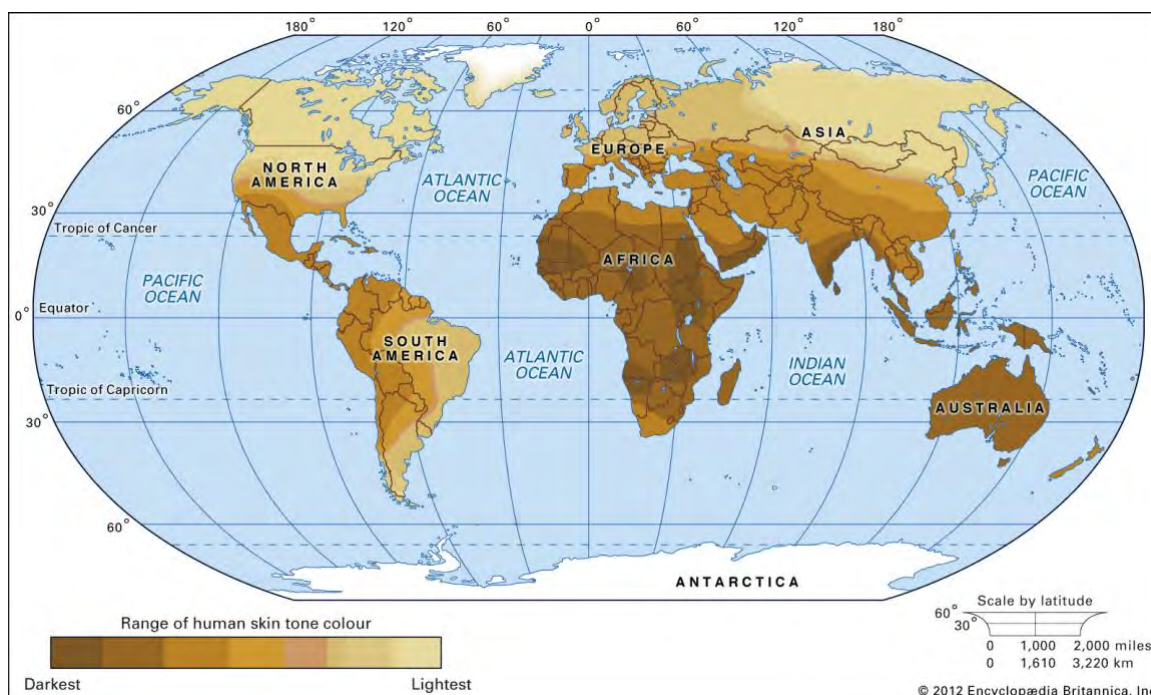 180° 120° 60° 0° 60° 120° 180°
60°
ASIA
EUROPE
NORTH
AMERICA
ATLANTIC
OCEAN
PACIFIC
OCEAN
30°
Tropic of Cancer
AFRICA
PACIFIC
OCEAN
Equator
0°
SOUTH
AMERICA
ATLANTIC
OCEAN
INDIAN
OCEAN
Tropic of Capricorn
AUSTRALIA
30°
60°
ANTARCTICA
Range of human skin tone colour
Darkest Lightest
Scale by latitude
60°
30°
0 1,000 2,000 miles
0 1,610 3,220 km
© 2012 Encyclopædia Britannica, Inc